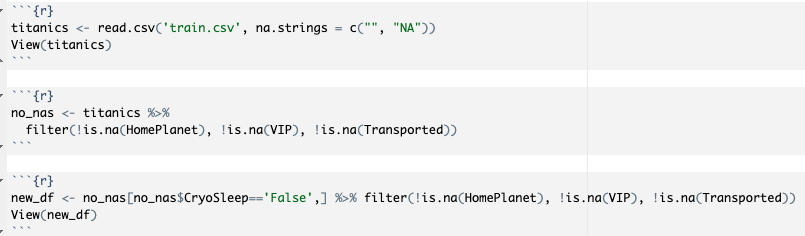 ```{r}
titanics <- read.csv('train.csv', na.strings = c("", "NA"))
View(titanics)
```
```{r}
no_nas <- titanics %>%
  filter(!is.na(HomePlanet), !is.na(VIP), !is.na(Transported))
```
```{r}
new_df <- no_nas[no_nas$CryoSleep=='False',] %>% filter(!is.na(HomePlanet), !is.na(VIP), !is.na(Transported))
View(new_df)
```